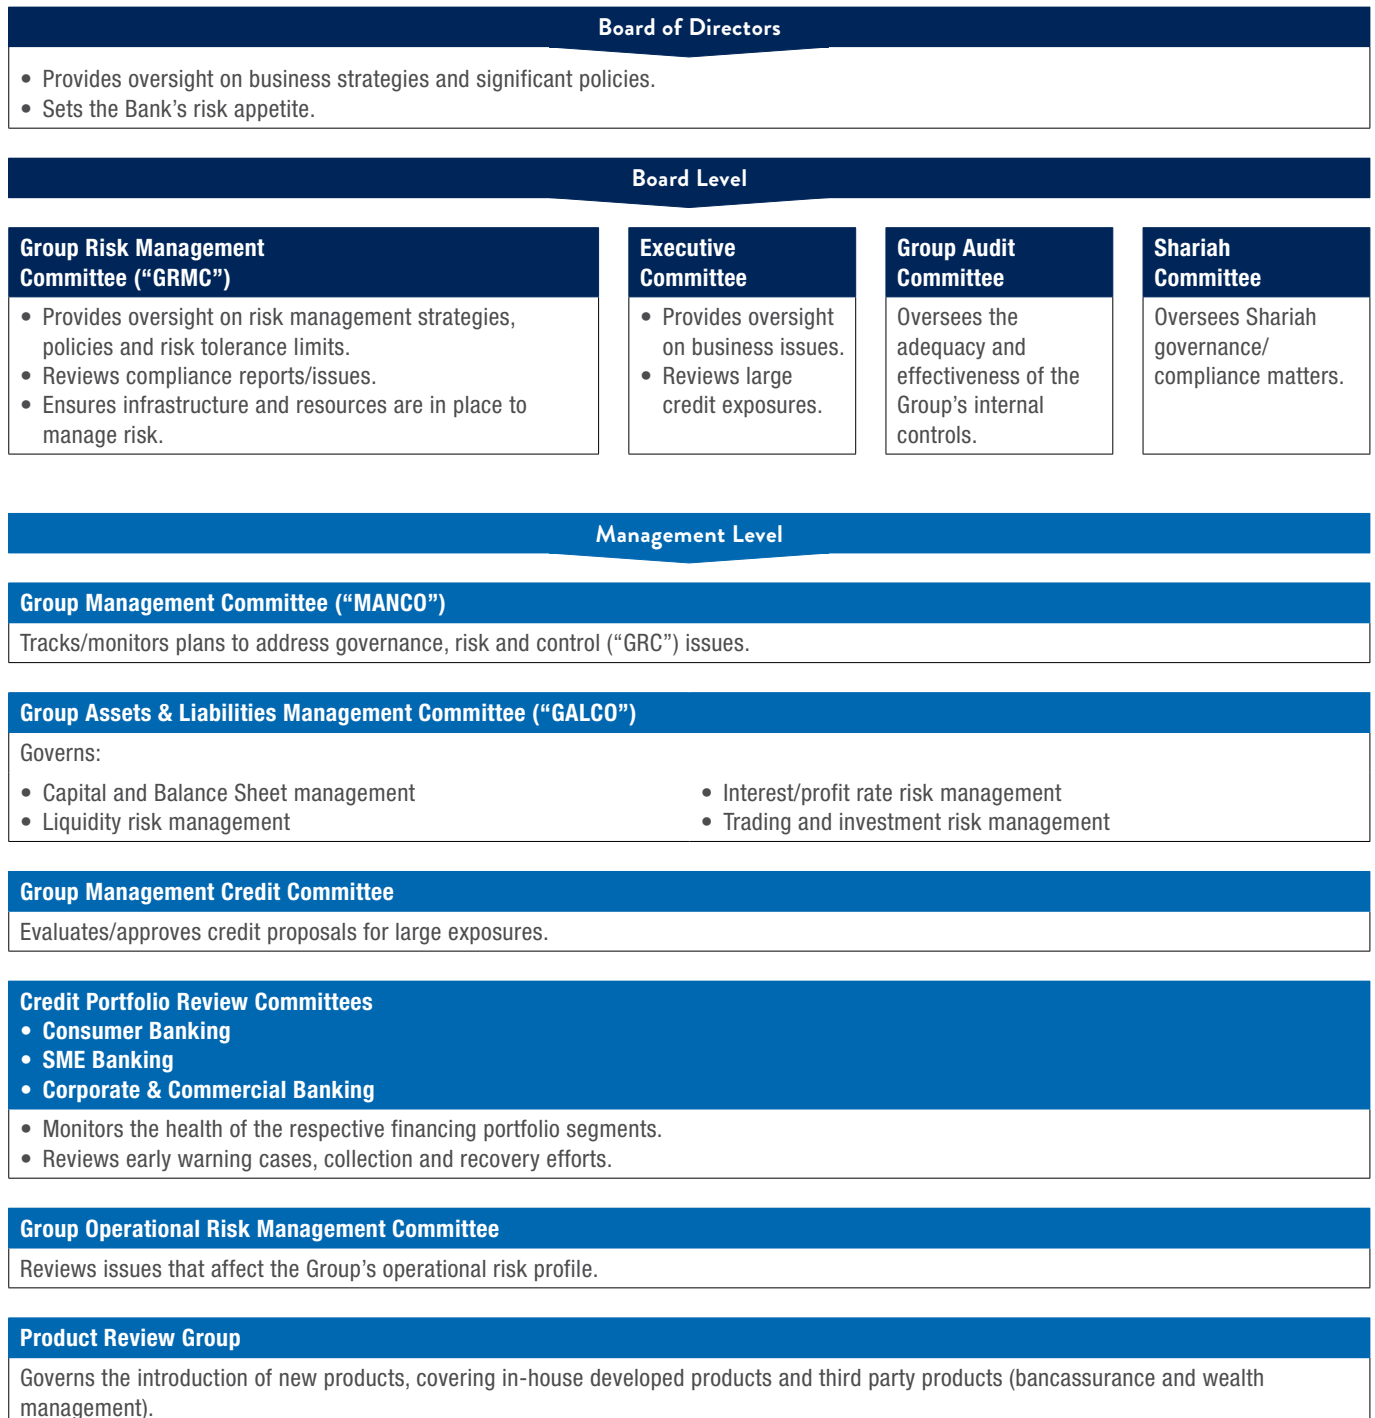 Board of Directors
• Provides oversight on business strategies and significant policies.
• Sets the Bank’s risk appetite.
Board Level
Group Risk Management
Committee (“GRMC”)
• Provides oversight on risk management strategies,
policies and risk tolerance limits.
• Reviews compliance reports/issues.
• Ensures infrastructure and resources are in place to
manage risk.
Executive
Committee
• Provides oversight
on business issues.
• Reviews large
credit exposures.
Group Audit
Committee
Oversees the
adequacy and
effectiveness of the
Group’s internal
controls.
Shariah
Committee
Oversees Shariah
governance/
compliance matters.
Management Level
Group Management Committee (“MANCO”)
Tracks/monitors plans to address governance, risk and control (“GRC”) issues.
Group Assets & Liabilities Management Committee (“GALCO”)
Governs:
• Capital and Balance Sheet management
• Liquidity risk management
• Interest/profit rate risk management
• Trading and investment risk management
Group Management Credit Committee
Evaluates/approves credit proposals for large exposures.
Credit Portfolio Review Committees
• Consumer Banking
• SME Banking
• Corporate & Commercial Banking
• Monitors the health of the respective financing portfolio segments.
• Reviews early warning cases, collection and recovery efforts.
Group Operational Risk Management Committee
Reviews issues that affect the Group’s operational risk profile.
Product Review Group
Governs the introduction of new products, covering in-house developed products and third party products (bancassurance and wealth
management).